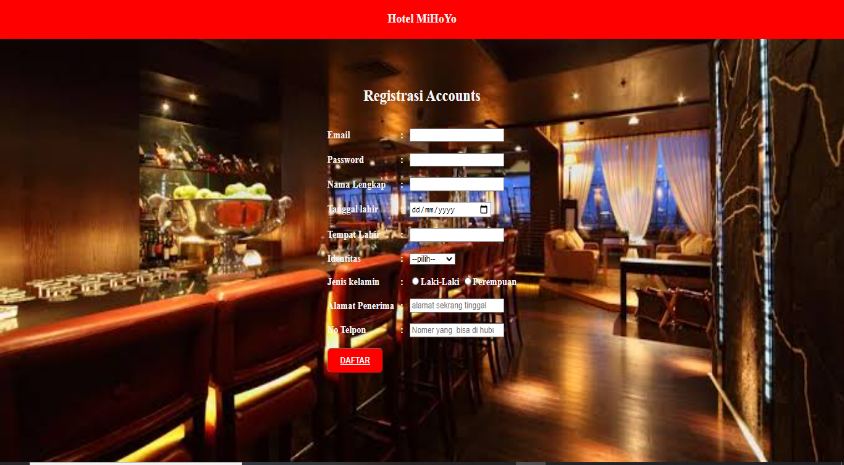 Hotel MiHoYo
Registrasi Accounts
Email :
Password :
Nama Lengkap :
Tanggal lahir : dd/mm/yyyy
Tempat Lahir :
Identitas : --pilih--
Jenis kelamin : Laki-Laki Perempuan
Alamat Penerima : alamat sekrang tinggal
No Telpon : Nomer yang bisa di hubu
DAFTAR